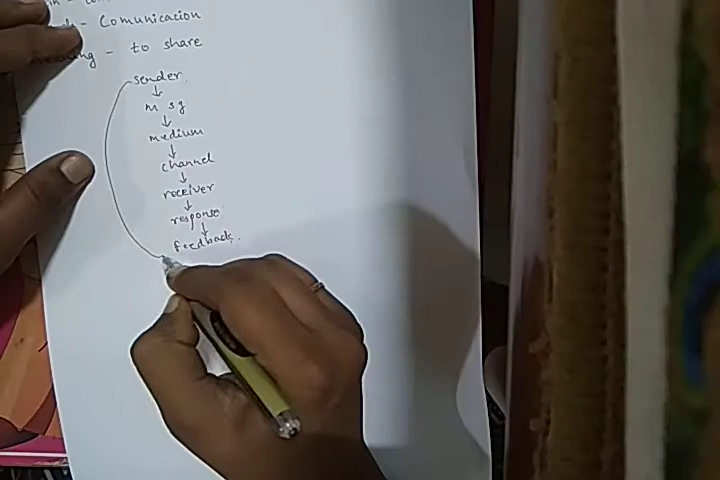 - Comunication
- to share
sender
↓
msg
↓
medium
↓
channel
↓
receiver
↓
response
↓
feedback.